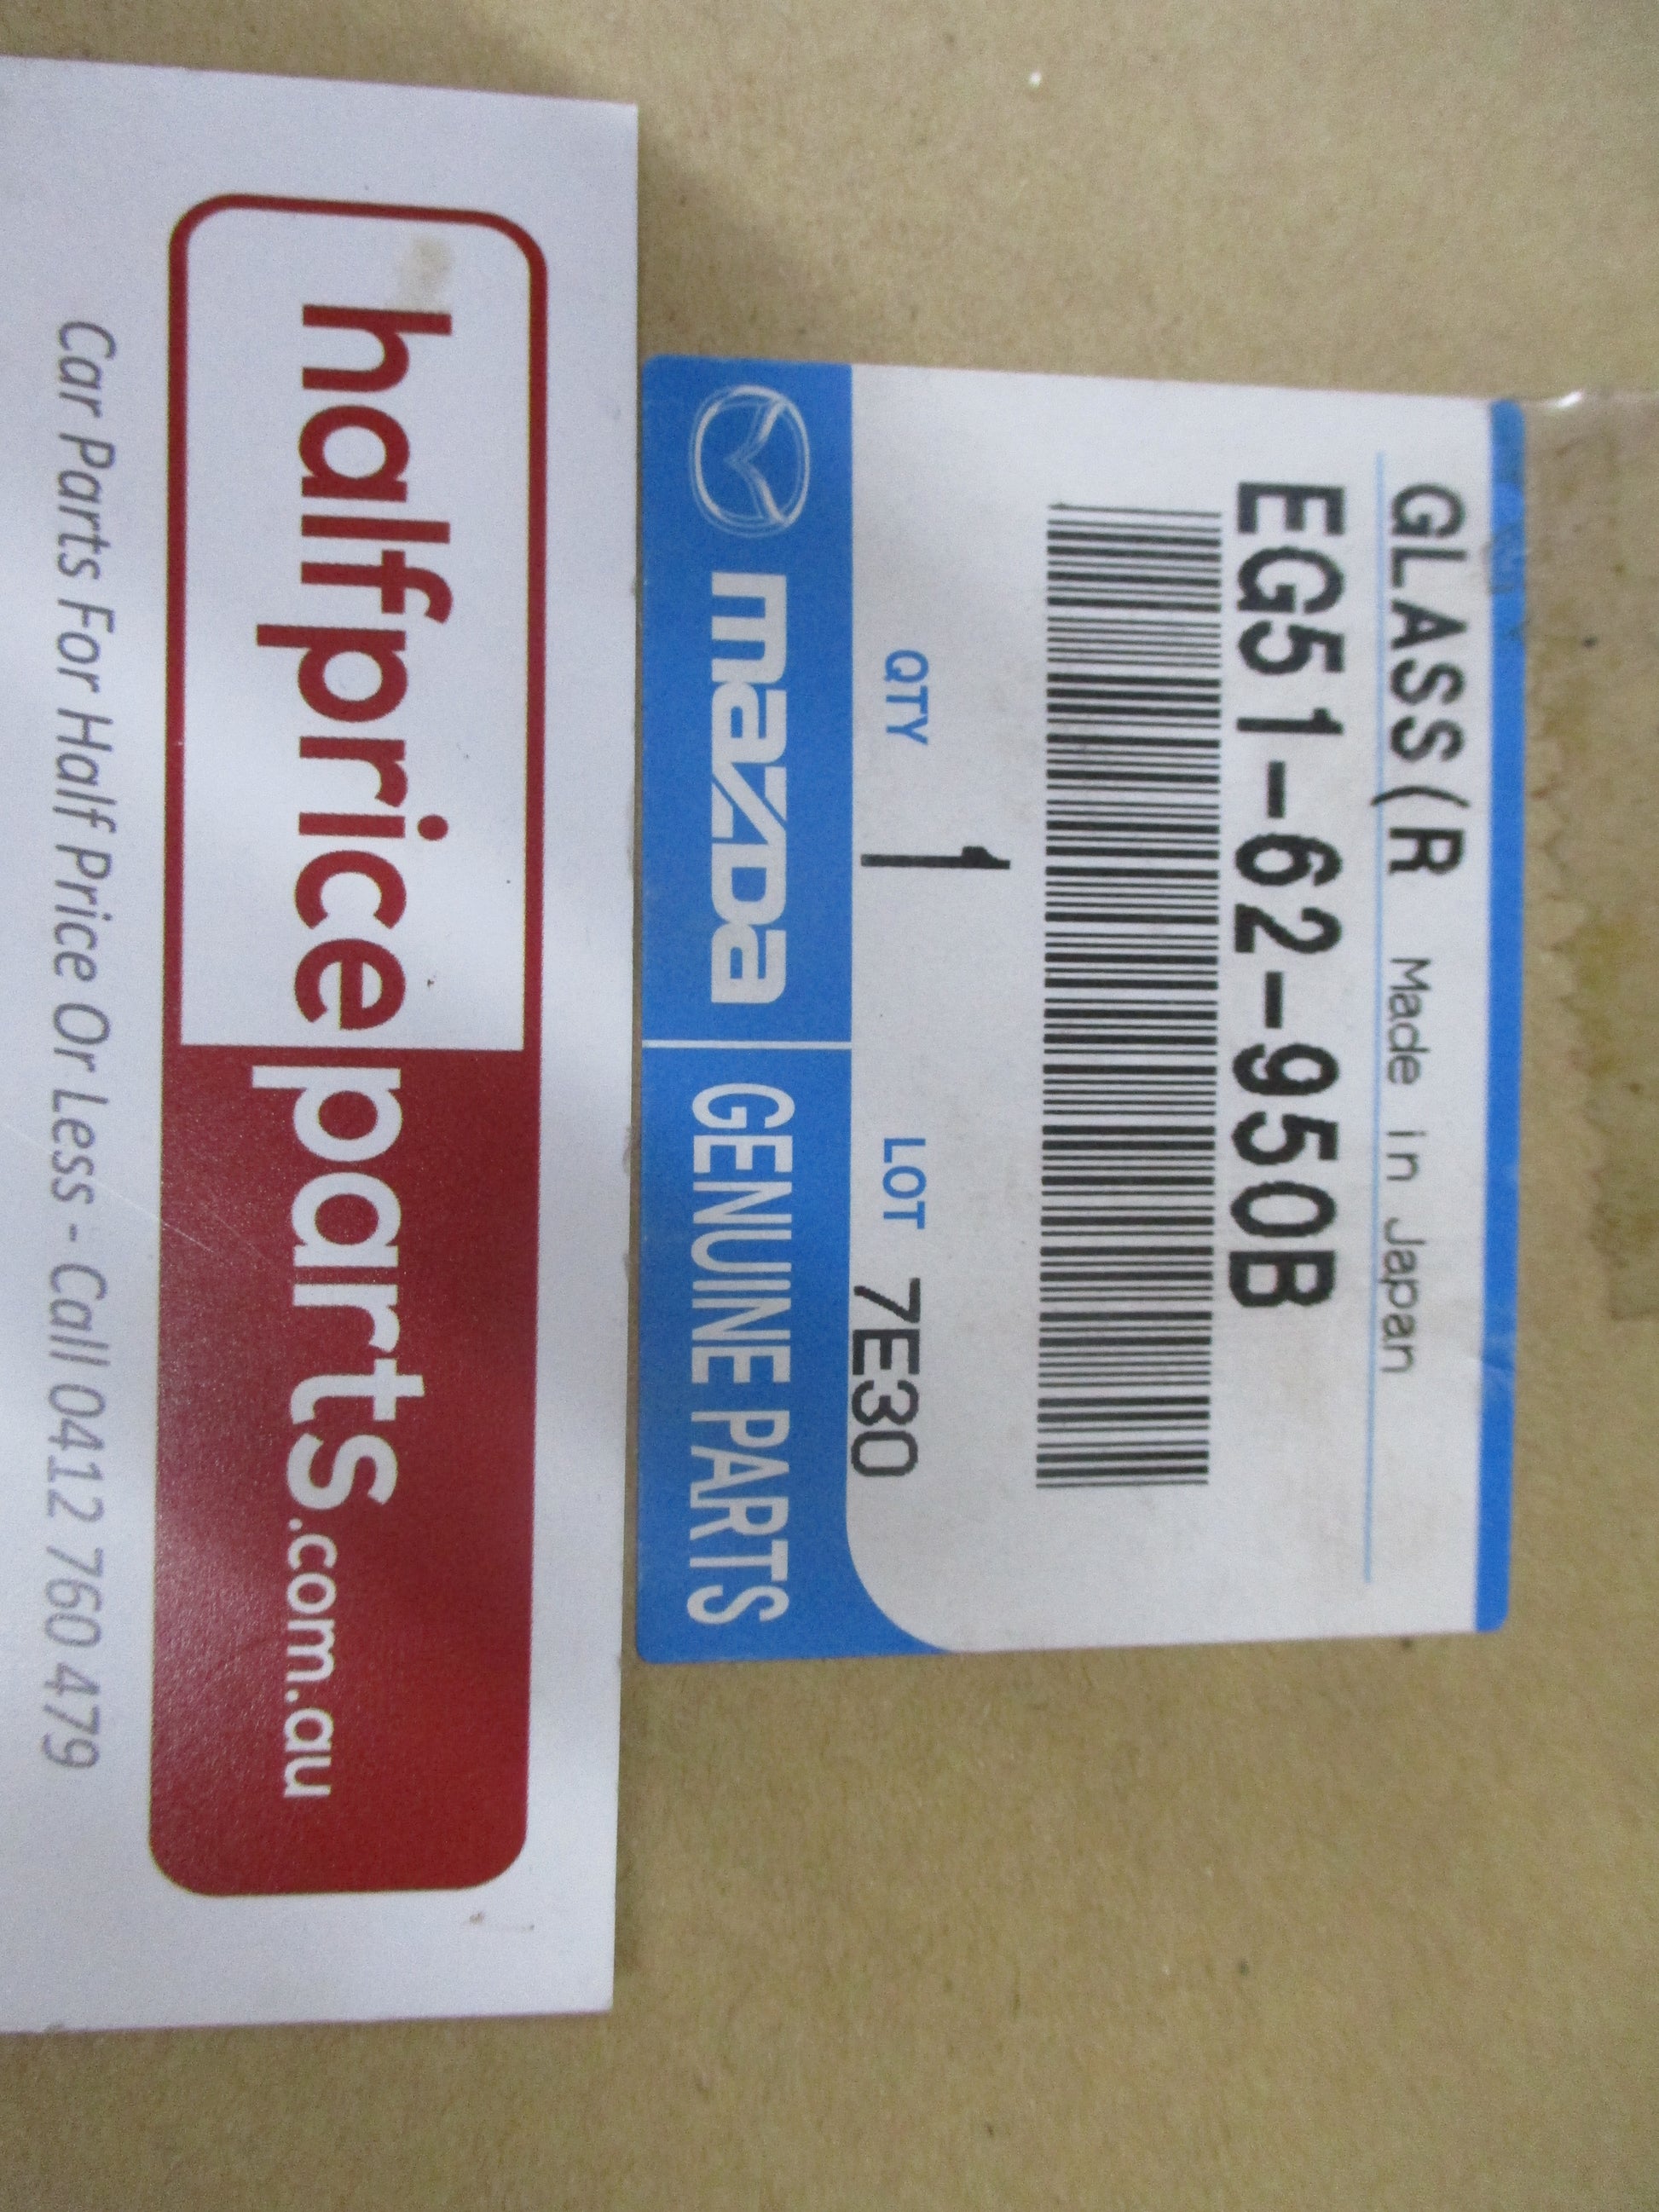 GLASS(R Made in Japan
EG51-62-950B
QTY 1 LOT 7E30
mazda GENUINE PARTS
halfpriceparts.com.au
Car Parts For Half Price Or Less - Call 0412 760 479